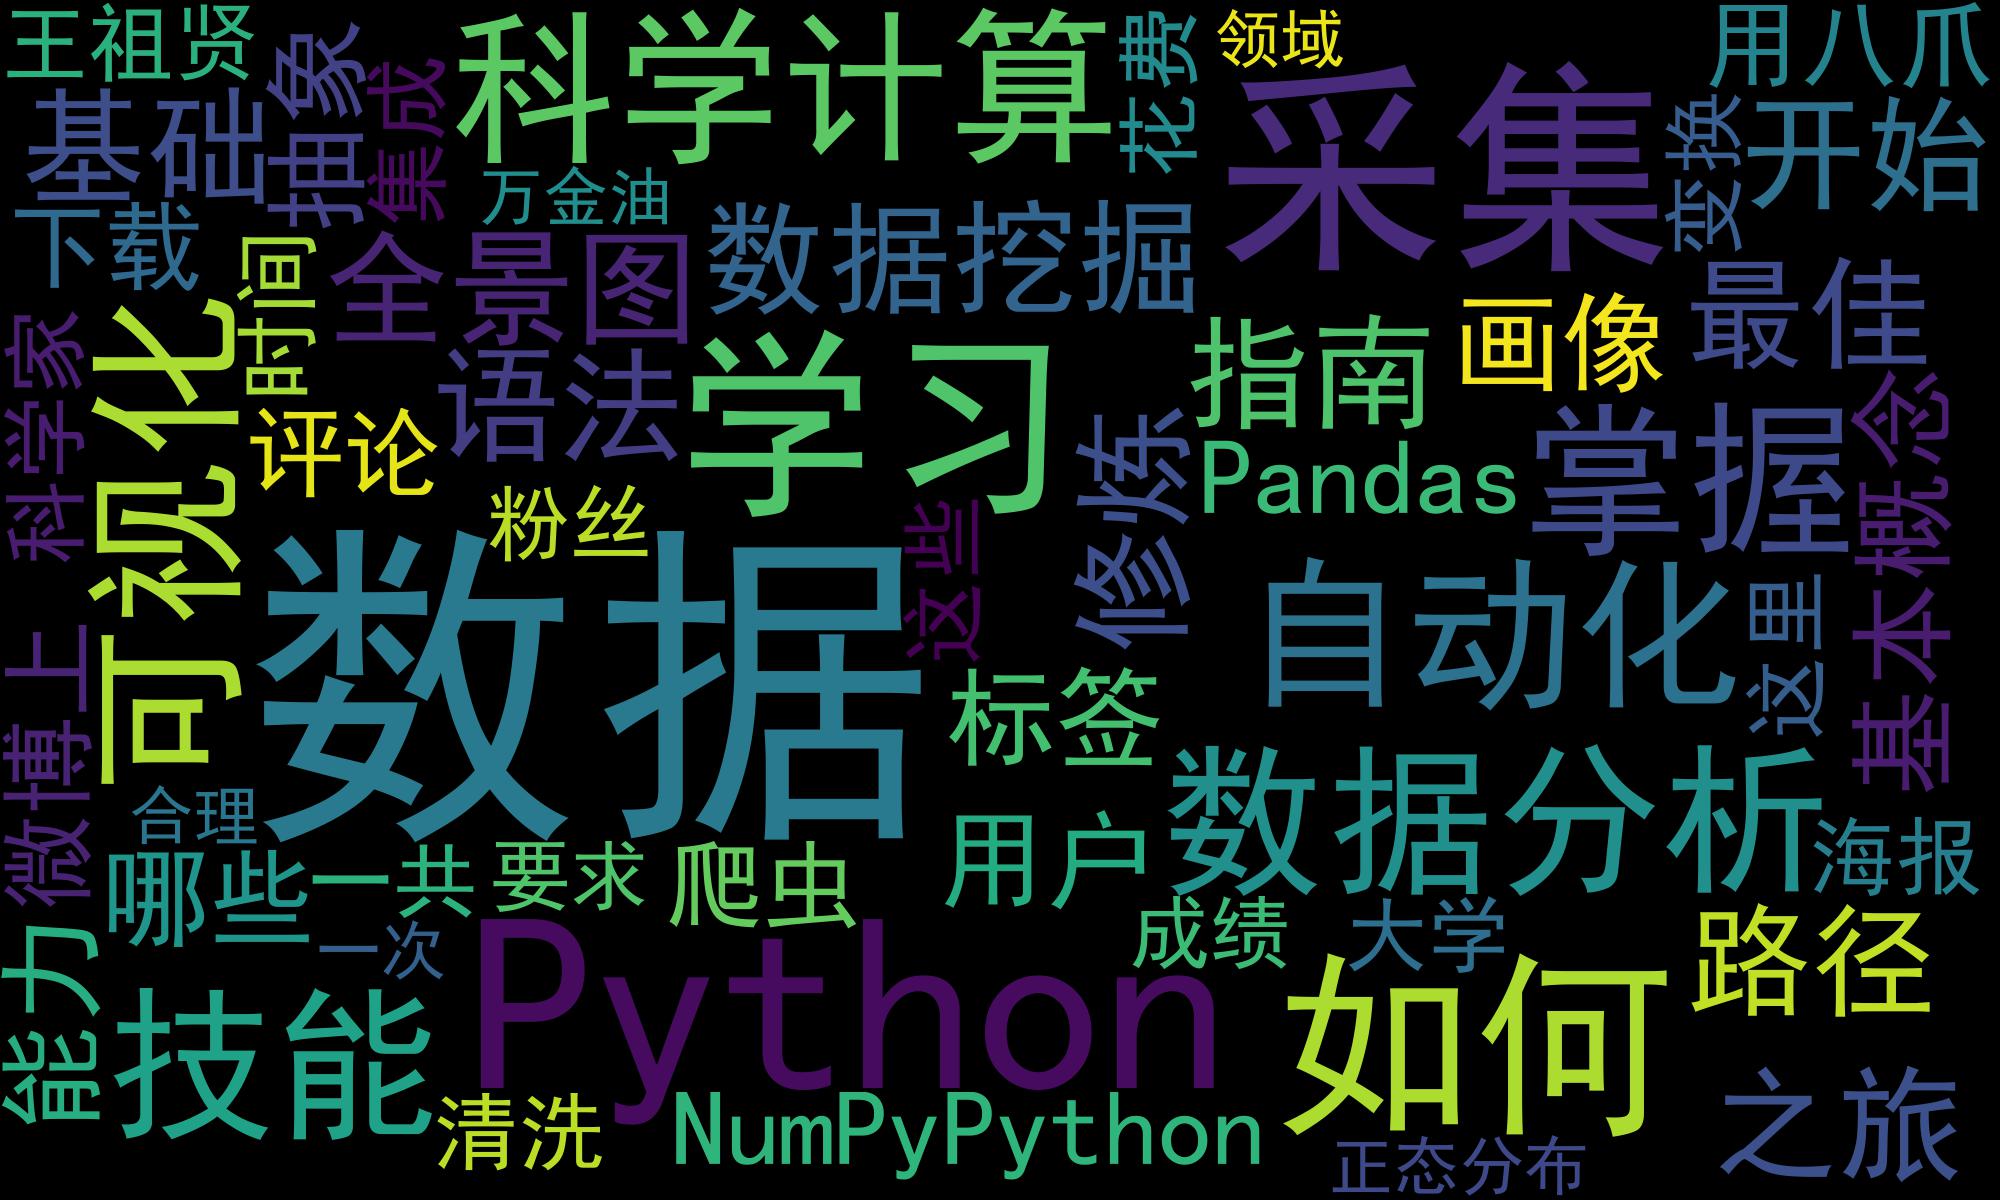 王祖贤
科学计算
花费
领域
用八爪
基础
抽象
集成
采集
变换
开始
下载
万金油
数据挖掘
时间
全景图
最佳
科学家
可视化
语法
学习
指南
画像
评论
粉丝
这些
修炼
Pandas
掌握
基本概念
数据
自动化
这里
微博上
标签
数据分析
合理
哪些
一共
要求
爬虫
用户
海报
能力
一次
成绩
大学
路径
技能
Python
如何
清洗
NumPyPython
正态分布
之旅